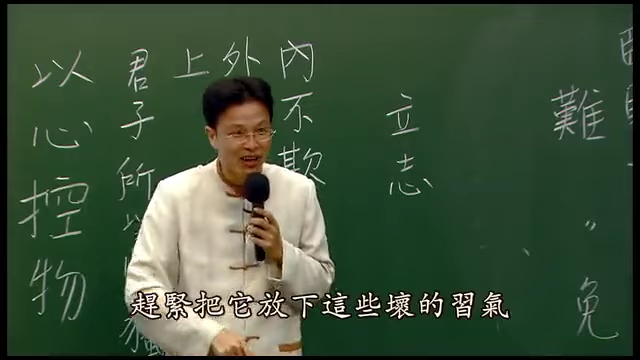 難 〃 免
立志
內不欺
外
上
君子所以
以心控物
趕緊把它放下這些壞的習氣